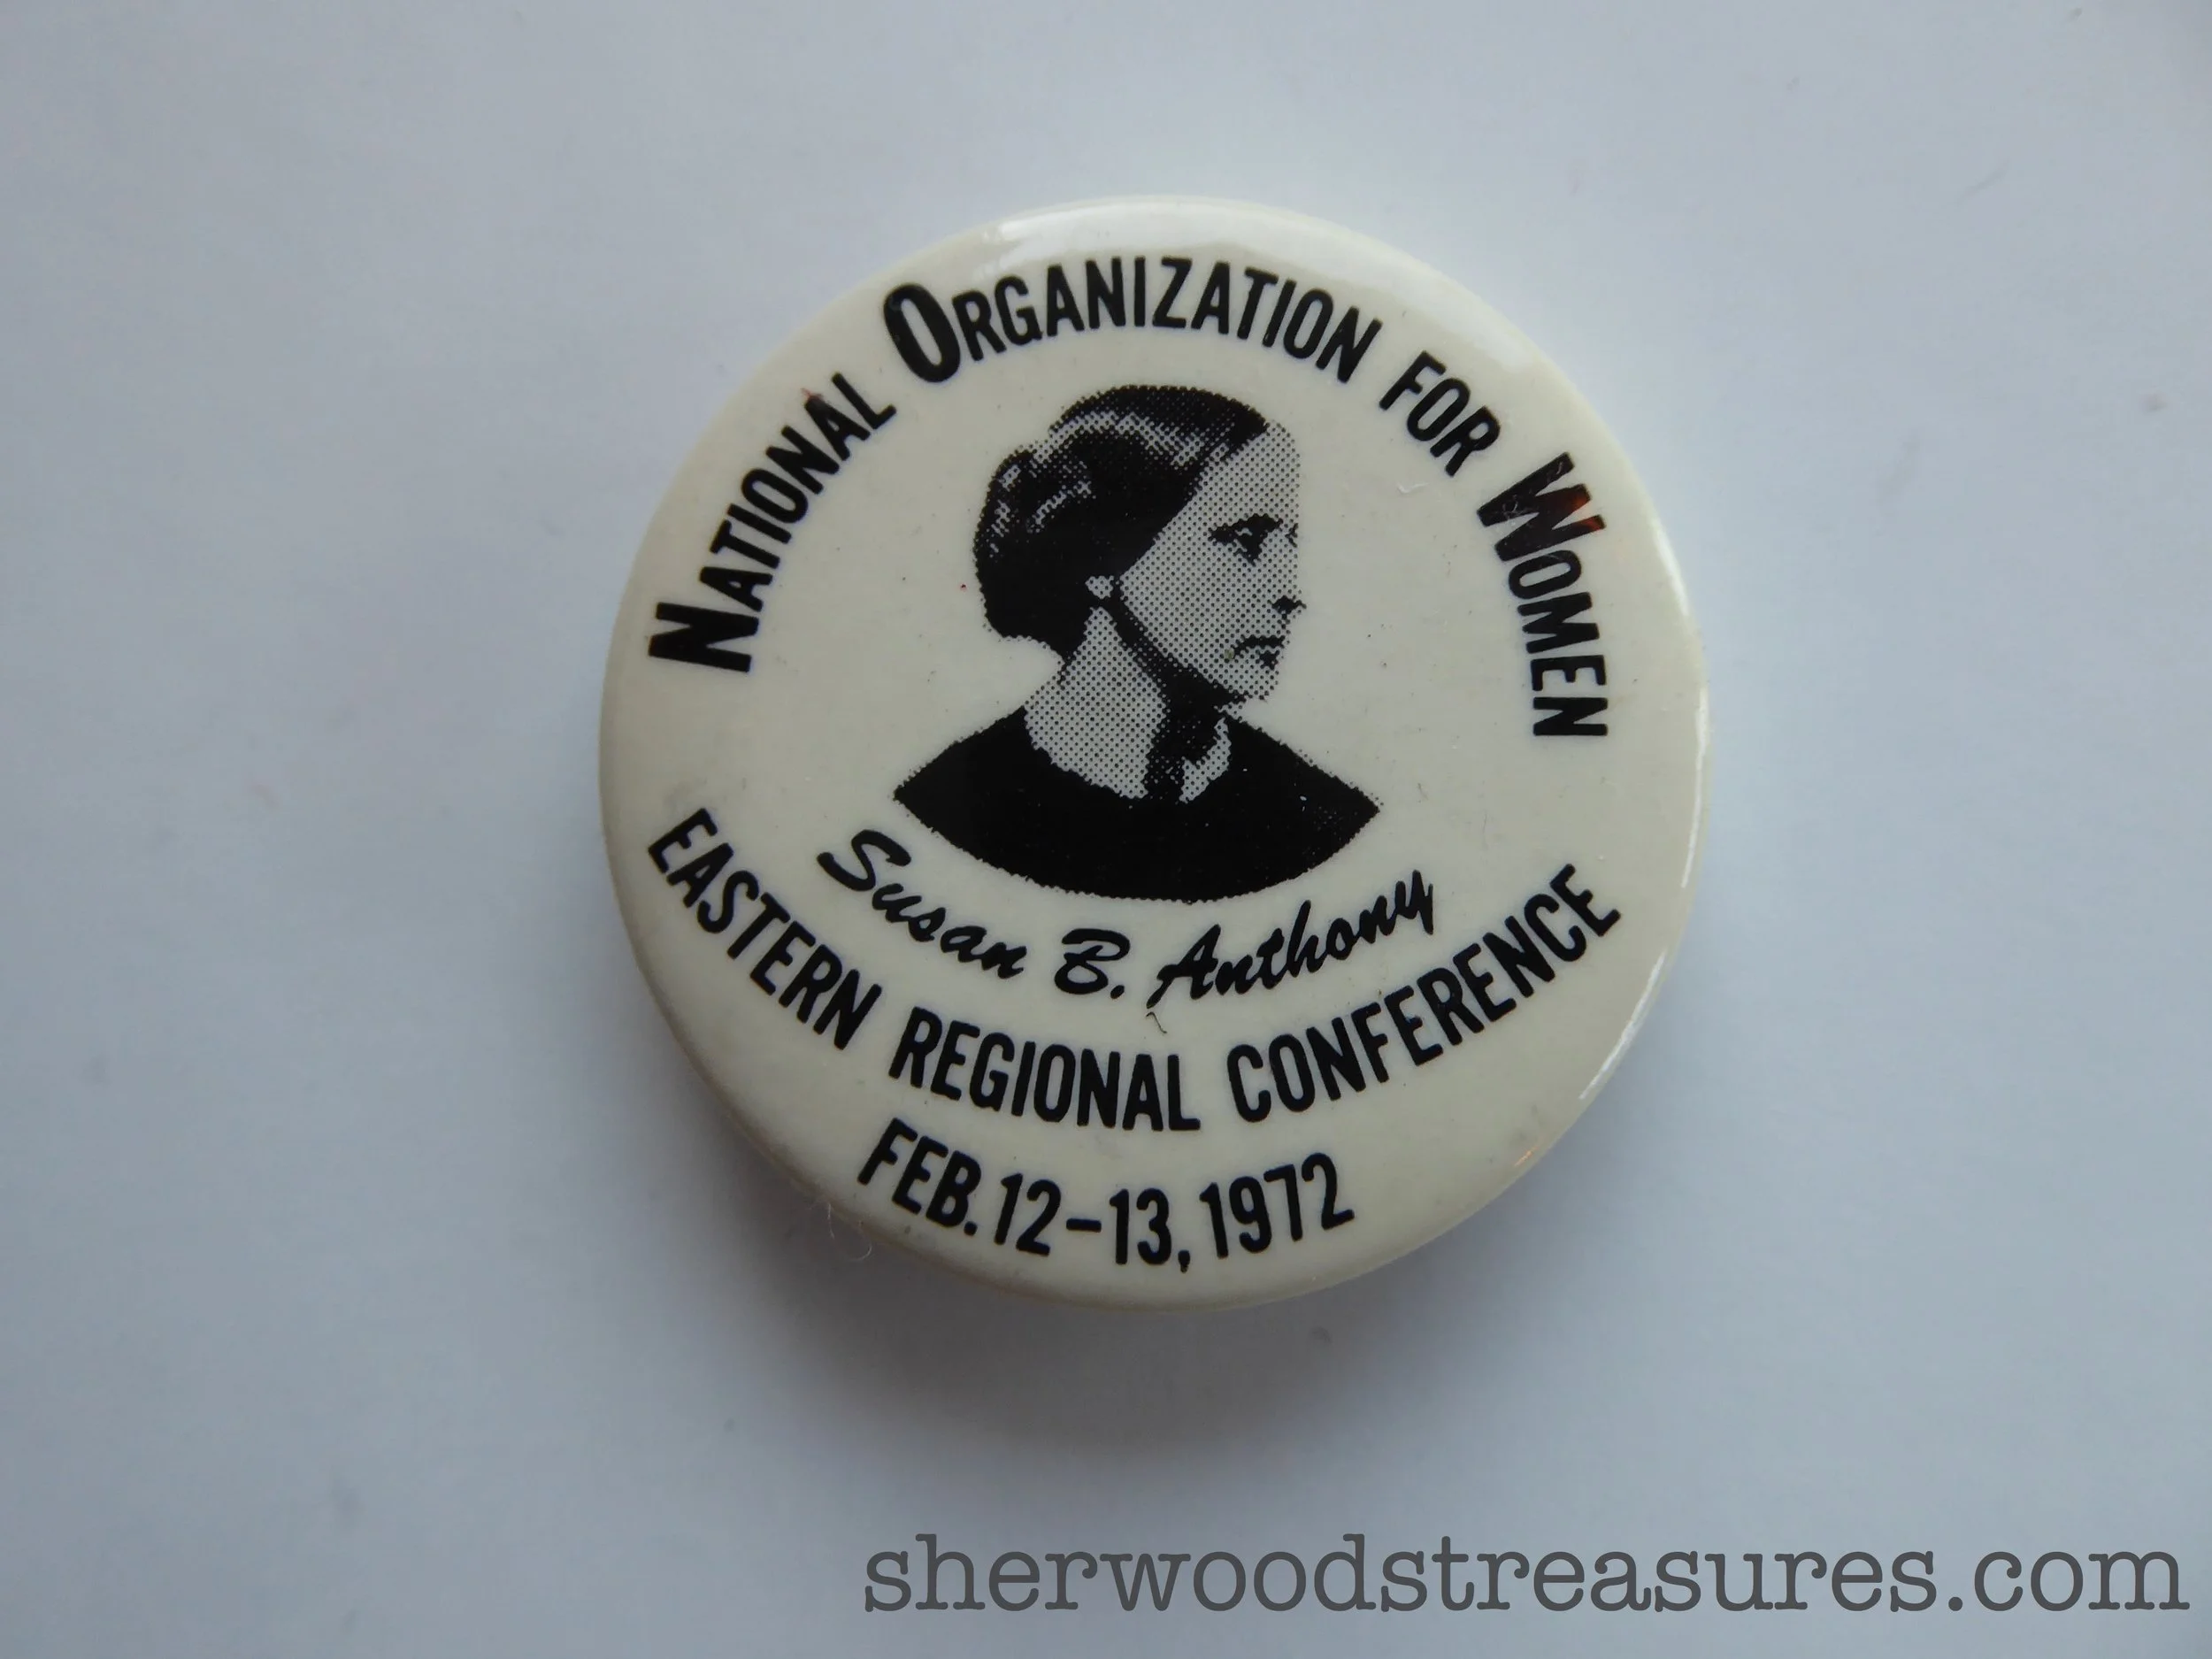 NATIONAL ORGANIZATION FOR WOMEN
Susan B. Anthony
EASTERN REGIONAL CONFERENCE
FEB. 12-13, 1972
sherwoodstreasures.com